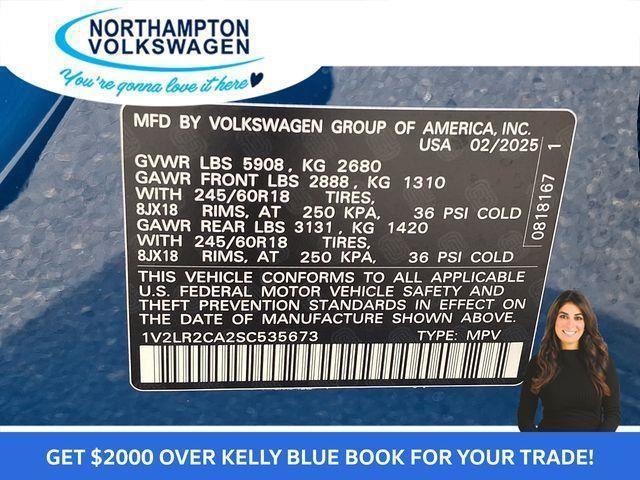 NORTHAMPTON
VOLKSWAGEN
You're gonna love it here
MFD BY VOLKSWAGEN GROUP OF AMERICA, INC.
USA 02/2025
GVWR LBS 5908, KG 2680
GAWR FRONT LBS 2888, KG 1310
WITH 245/60R18 TIRES,
8JX18 RIMS, AT 250 KPA, 36 PSI COLD
GAWR REAR LBS 3131, KG 1420
WITH 245/60R18 TIRES,
8JX18 RIMS, AT 250 KPA, 36 PSI COLD
THIS VEHICLE CONFORMS TO ALL APPLICABLE
U.S. FEDERAL MOTOR VEHICLE SAFETY AND
THEFT PREVENTION STANDARDS IN EFFECT ON
THE DATE OF MANUFACTURE SHOWN ABOVE.
1V2LR2CA2SC535673 TYPE: MPV
0818167 1
GET $2000 OVER KELLY BLUE BOOK FOR YOUR TRADE!